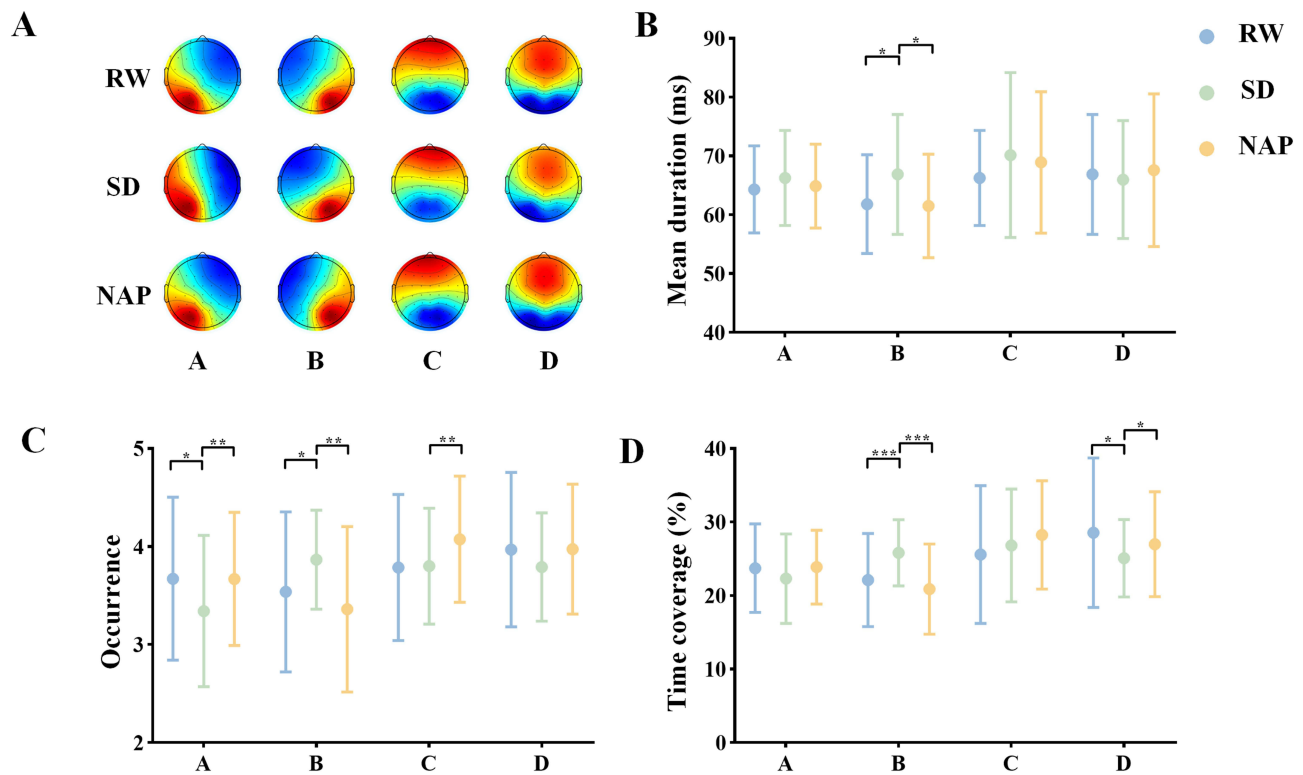 A
RW
SD
NAP
A B C D
B
Mean duration (ms)
90
80
70
60
50
40
* *
A B C D
RW
SD
NAP
C
Occurrence
5
4
3
2
* ** * ** **
A B C D
D
Time coverage (%)
40
30
20
10
0
*** *** * *
A B C D